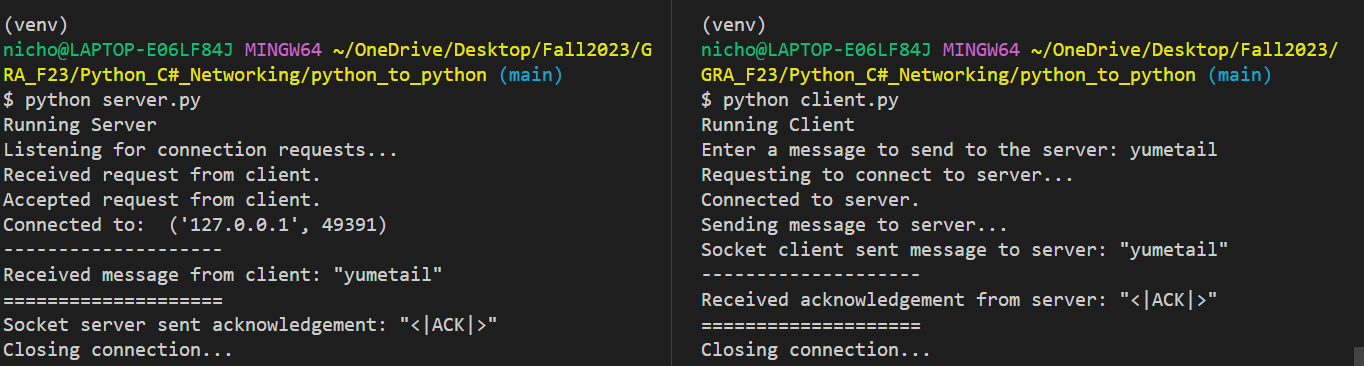 (venv)
nicho@LAPTOP-E06LF84J MINGW64 ~/OneDrive/Desktop/Fall2023/G
RA_F23/Python_C#_Networking/python_to_python (main)
$ python server.py
Running Server
Listening for connection requests...
Received request from client.
Accepted request from client.
Connected to:  ('127.0.0.1', 49391)
--------------------
Received message from client: "yumetail"
====================
Socket server sent acknowledgement: "<|ACK|>"
Closing connection...
(venv)
nicho@LAPTOP-E06LF84J MINGW64 ~/OneDrive/Desktop/Fall2023/
GRA_F23/Python_C#_Networking/python_to_python (main)
$ python client.py
Running Client
Enter a message to send to the server: yumetail
Requesting to connect to server...
Connected to server.
Sending message to server...
Socket client sent message to server: "yumetail"
--------------------
Received acknowledgement from server: "<|ACK|>"
====================
Closing connection...